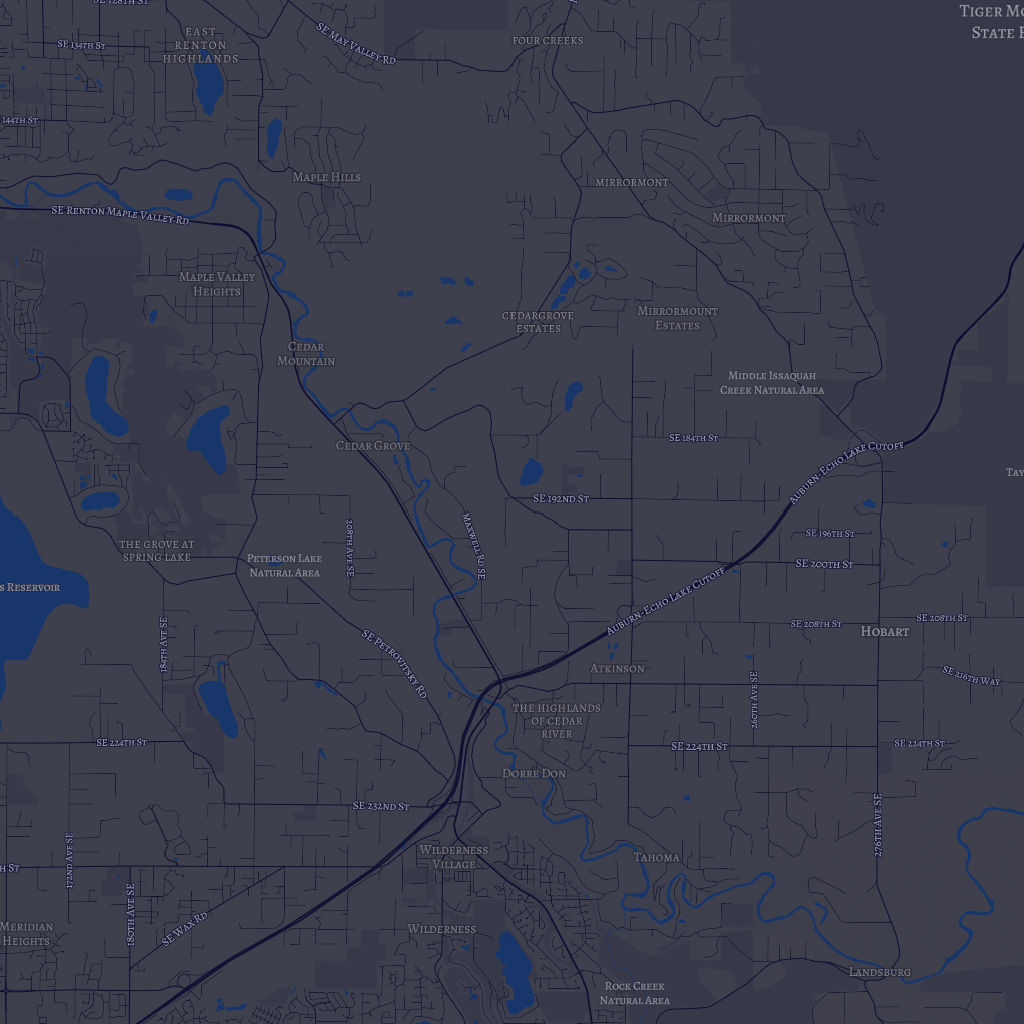 SE 128TH ST
SE MAY VALLEY RD
TIGER MO
STATE F
EAST
RENTON
HIGHLANDS
SE 134TH ST
FOUR CREEKS
144TH ST
MAPLE HILLS
MIRRORMONT
MIRRORMONT
SE RENTON MAPLE VALLEY RD
MAPLE VALLEY
HEIGHTS
CEDARGROVE
ESTATES
MIRRORMOUNT
ESTATES
CEDAR
MOUNTAIN
MIDDLE ISSAQUAH
CREEK NATURAL AREA
CEDAR GROVE
SE 184TH ST
AUBURN-ECHO LAKE CUTOFF
TAY
SE 192ND ST
MAXWELL RD SE
208TH AVE SE
SE 196TH ST
THE GROVE AT
SPRING LAKE
PETERSON LAKE
NATURAL AREA
SE 200TH ST
S RESERVOIR
AUBURN-ECHO LAKE CUTOFF
184TH AVE SE
SE 208TH ST
HOBART
SE 208TH ST
SE PETROVITSKY RD
ATKINSON
SE 216TH WAY
260TH AVE SE
THE HIGHLANDS
OF CEDAR
RIVER
SE 224TH ST
SE 224TH ST
SE 224TH ST
DORRE DON
SE 232ND ST
276TH AVE SE
172ND AVE SE
WILDERNESS
VILLAGE
TAHOMA
H ST
180TH AVE SE
SE WAX RD
MERIDIAN
HEIGHTS
WILDERNESS
LANDSBURG
ROCK CREEK
NATURAL AREA